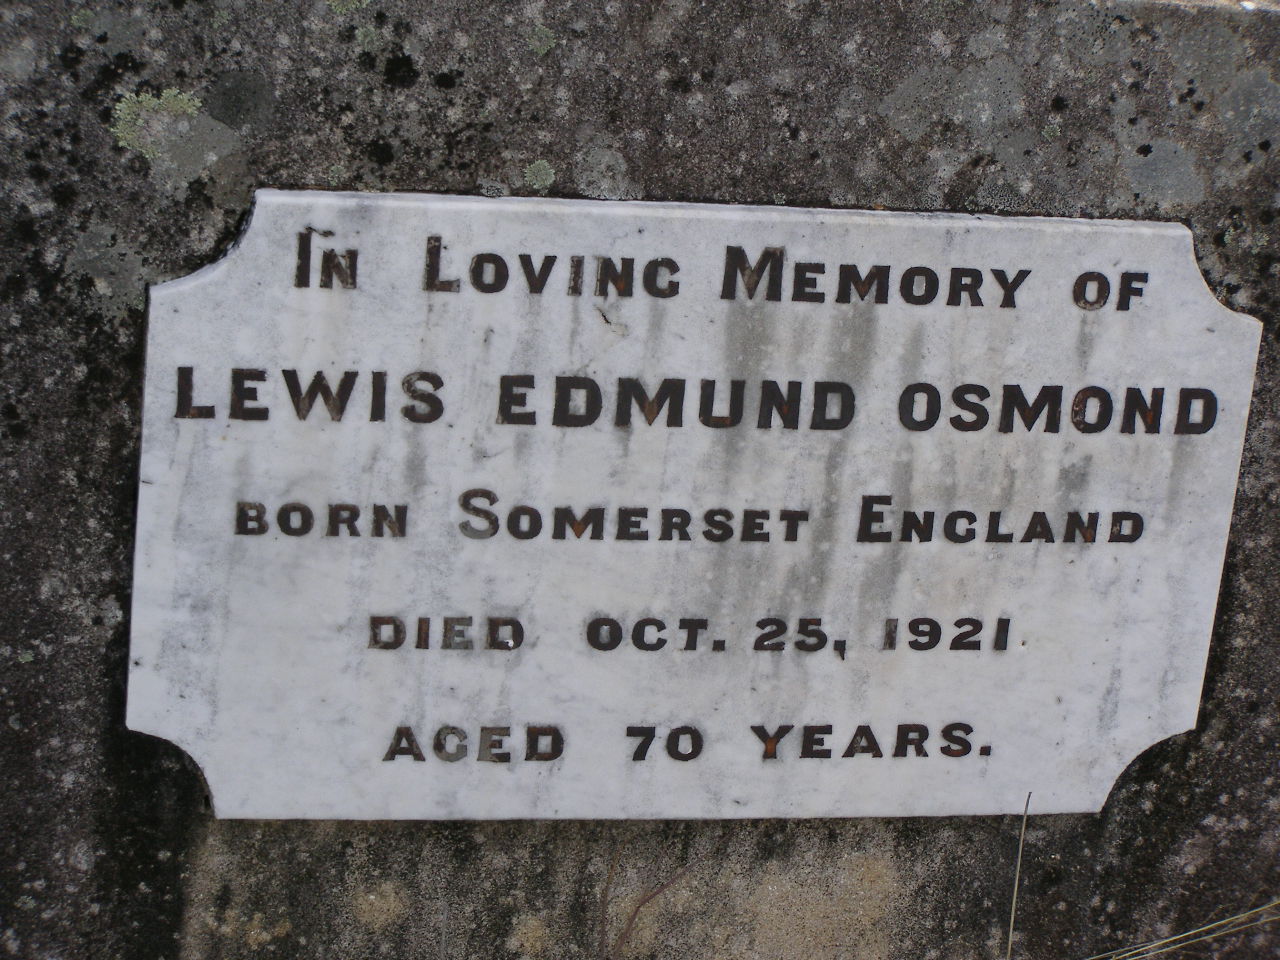 In Loving Memory of
LEWIS EDMUND OSMOND
BORN SOMERSET ENGLAND
DIED OCT. 25, 1921
AGED 70 YEARS.